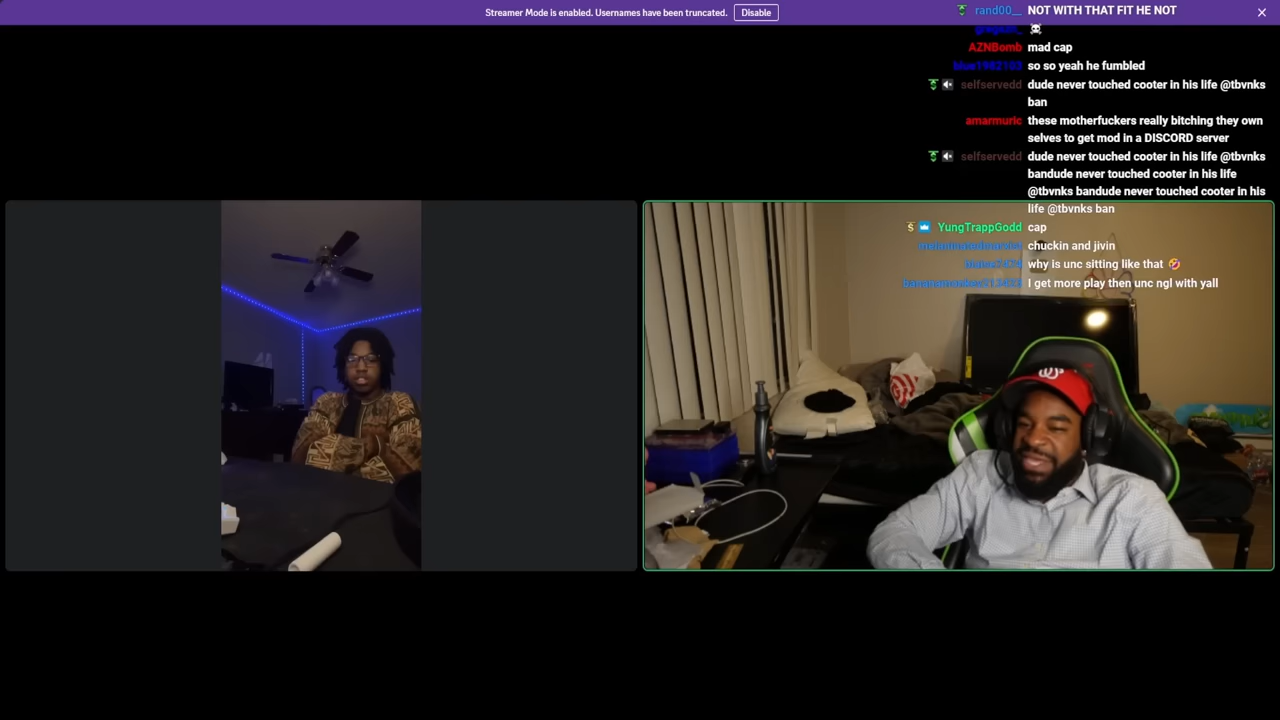 Streamer Mode is enabled. Usernames have been truncated. Disable
rand00__ NOT WITH THAT FIT HE NOT
AZNBomb mad cap
blue1982103 so so yeah he fumbled
selfservedd dude never touched cooter in his life @tbvnks
ban
amarmuric these motherfuckers really bitching they own
selves to get mod in a DISCORD server
selfservedd dude never touched cooter in his life @tbvnks
bandude never touched cooter in his life
@tbvnks bandude never touched cooter in his
life @tbvnks ban
YungTrappGodd cap
chuckin and jivin
why is unc sitting like that 🤣
I get more play then unc ngl with yall